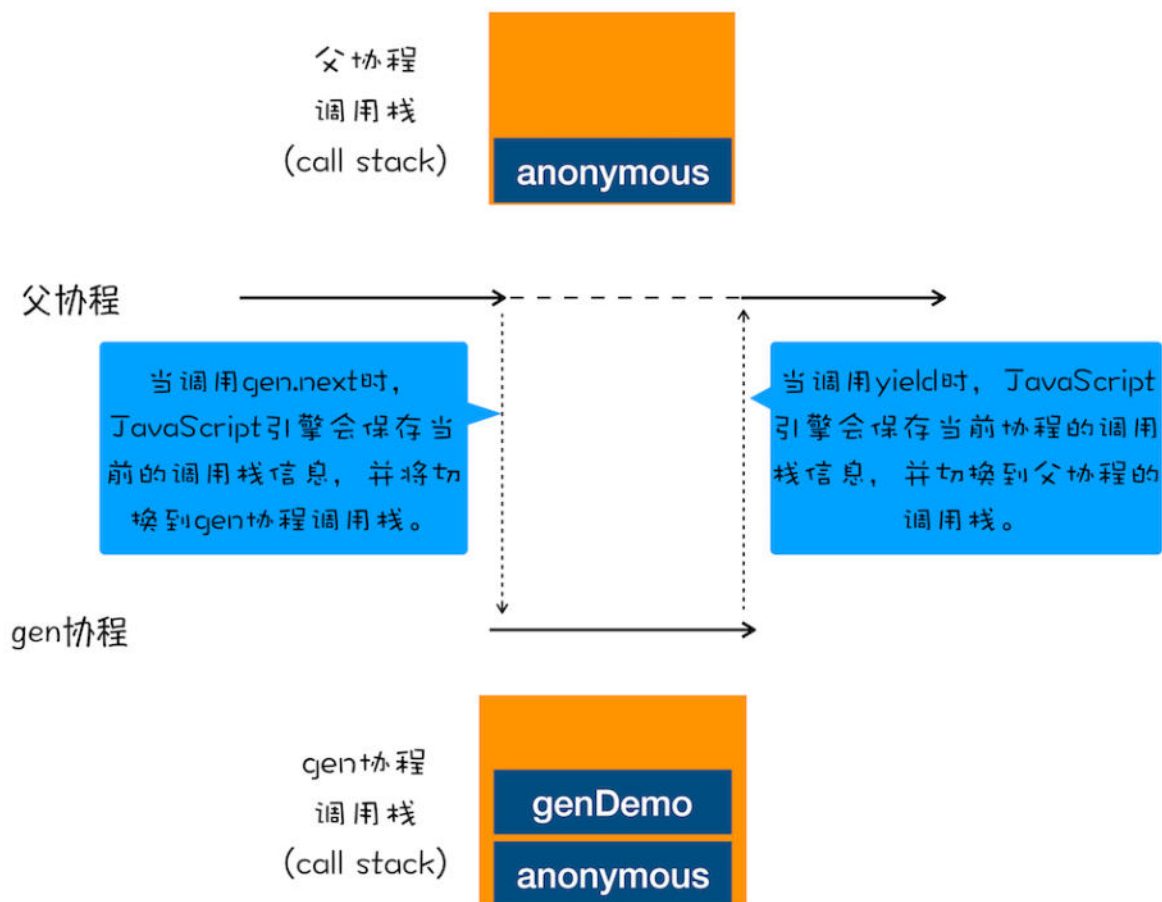 父协程
调用栈
(call stack)
anonymous
父协程
当调用gen.next时，
JavaScript引擎会保存当
前的调用栈信息，并将切
换到gen协程调用栈。
当调用yield时，JavaScript
引擎会保存当前协程的调用
栈信息，并切换到父协程的
调用栈。
gen协程
gen协程
调用栈
(call stack)
genDemo
anonymous